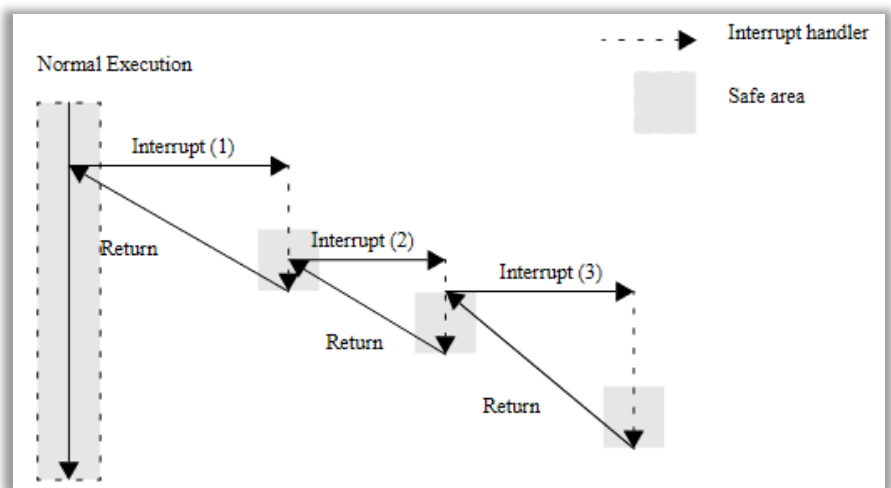 Interrupt handler
Normal Execution
Safe area
Interrupt (1)
Return
Interrupt (2)
Interrupt (3)
Return
Return